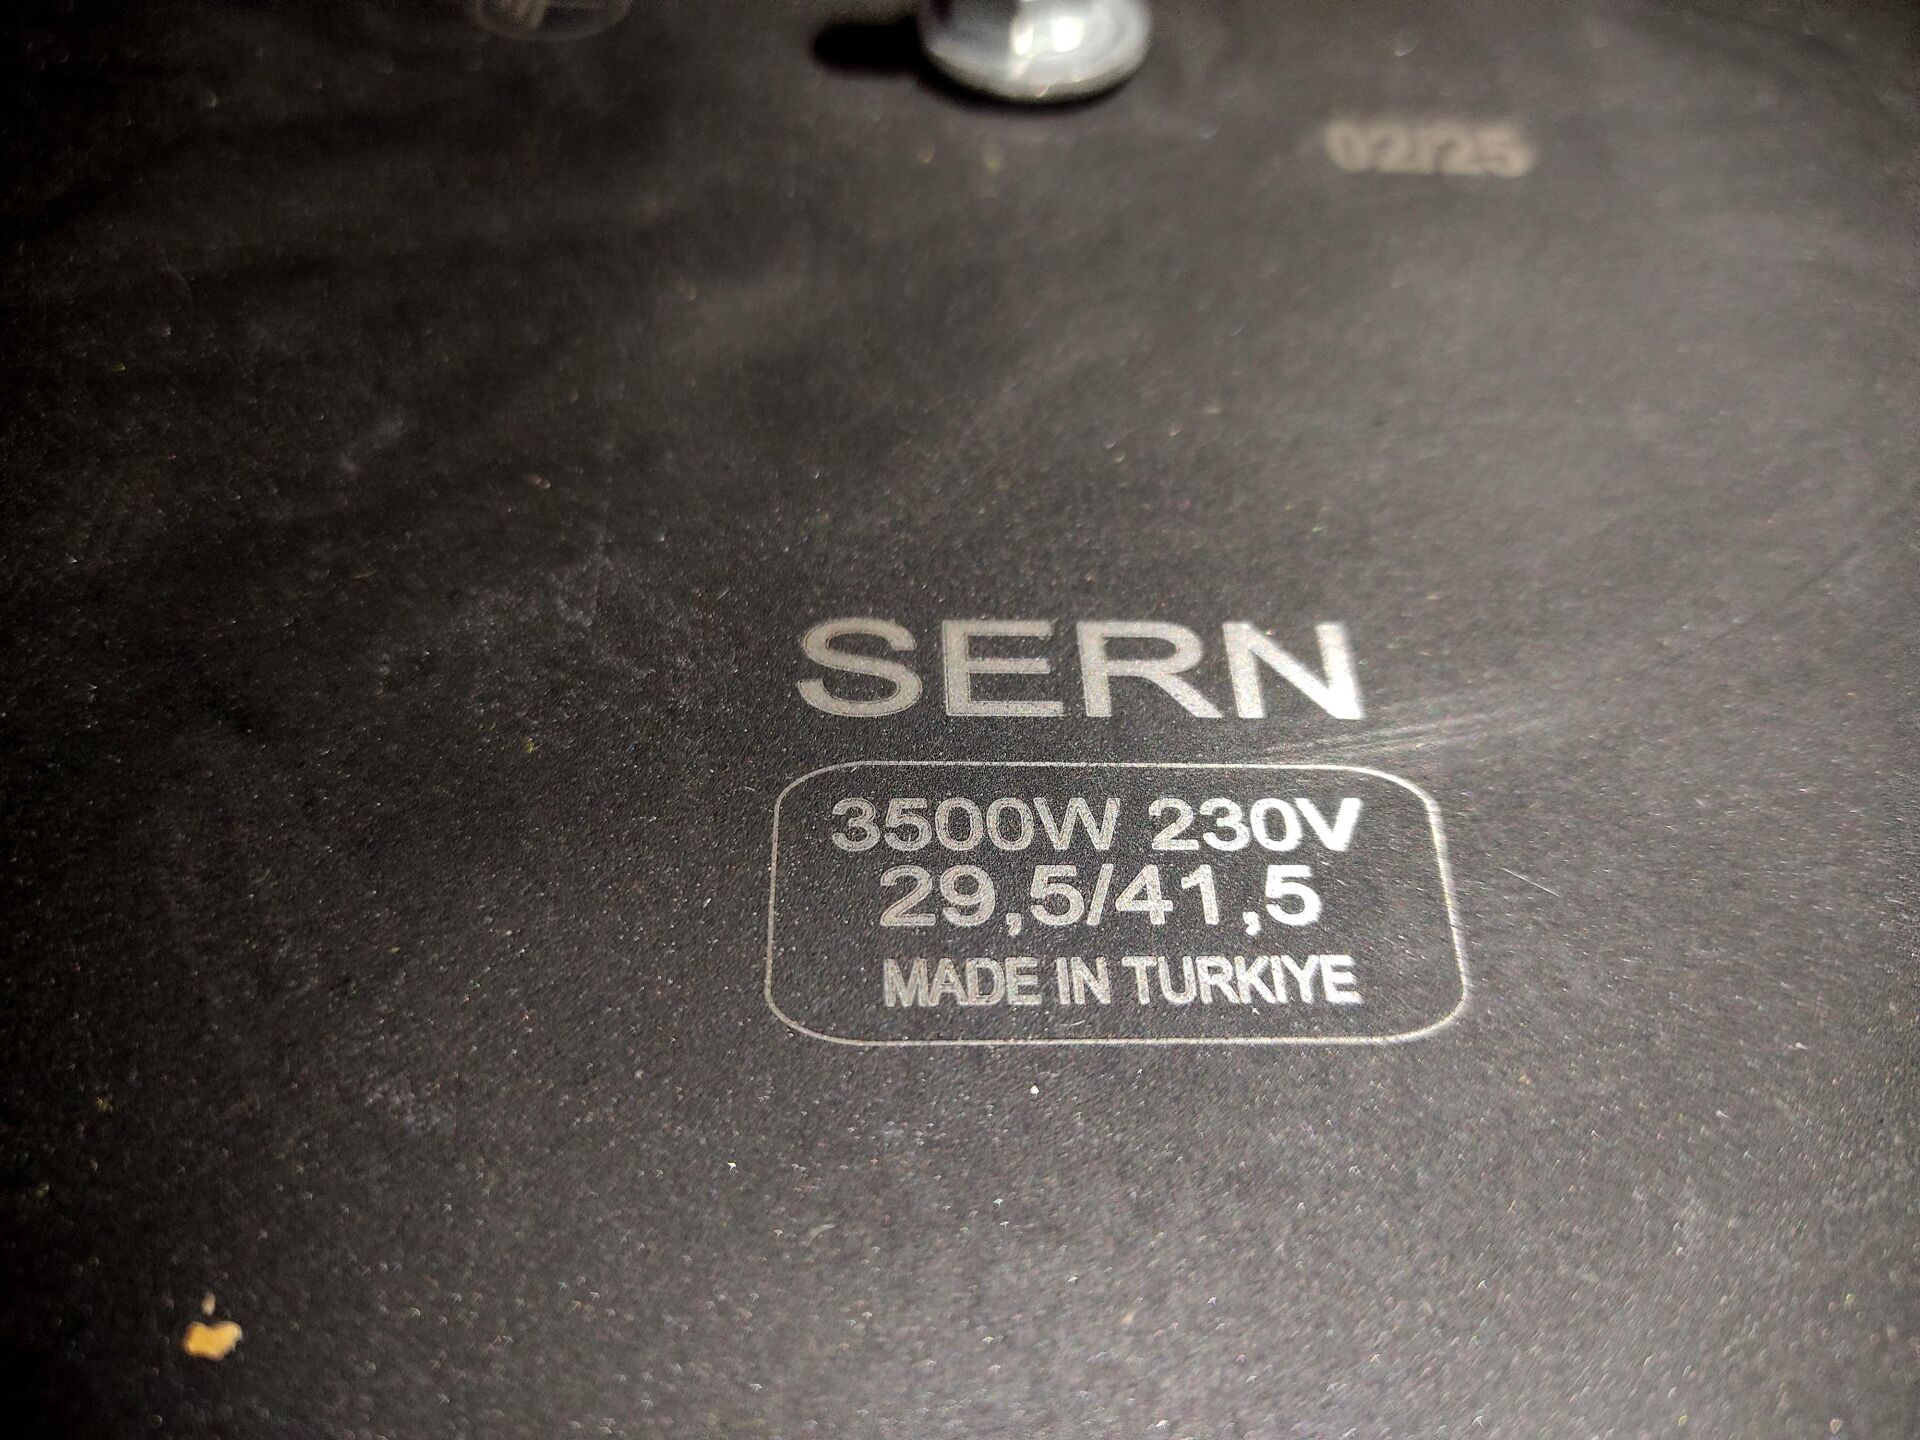 02/25
SERN
3500W 230V
29,5/41,5
MADE IN TURKIYE